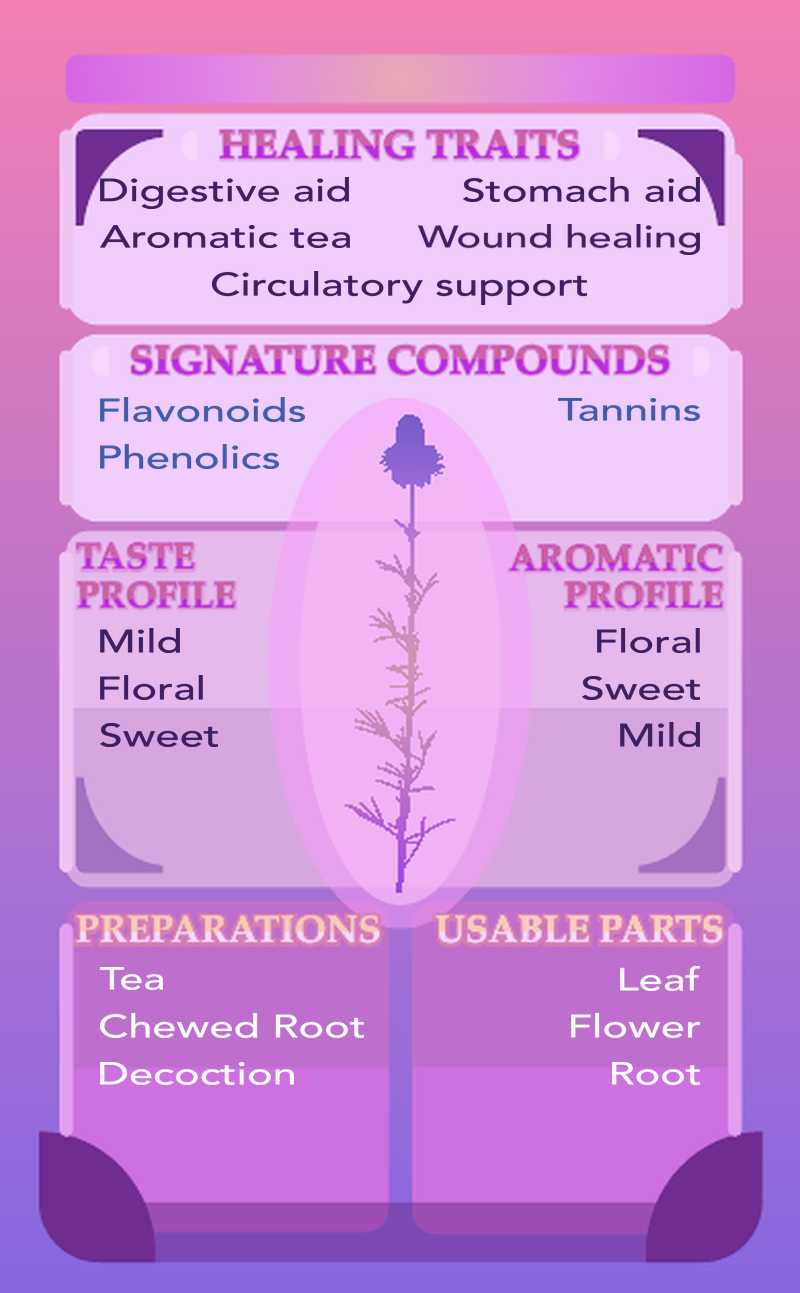 HEALING TRAITS
Digestive aid Stomach aid
Aromatic tea Wound healing
Circulatory support
SIGNATURE COMPOUNDS
Flavonoids Tannins
Phenolics
TASTE
PROFILE
Mild
Floral
Sweet
AROMATIC
PROFILE
Floral
Sweet
Mild
PREPARATIONS
Tea
Chewed Root
Decoction
USABLE PARTS
Leaf
Flower
Root